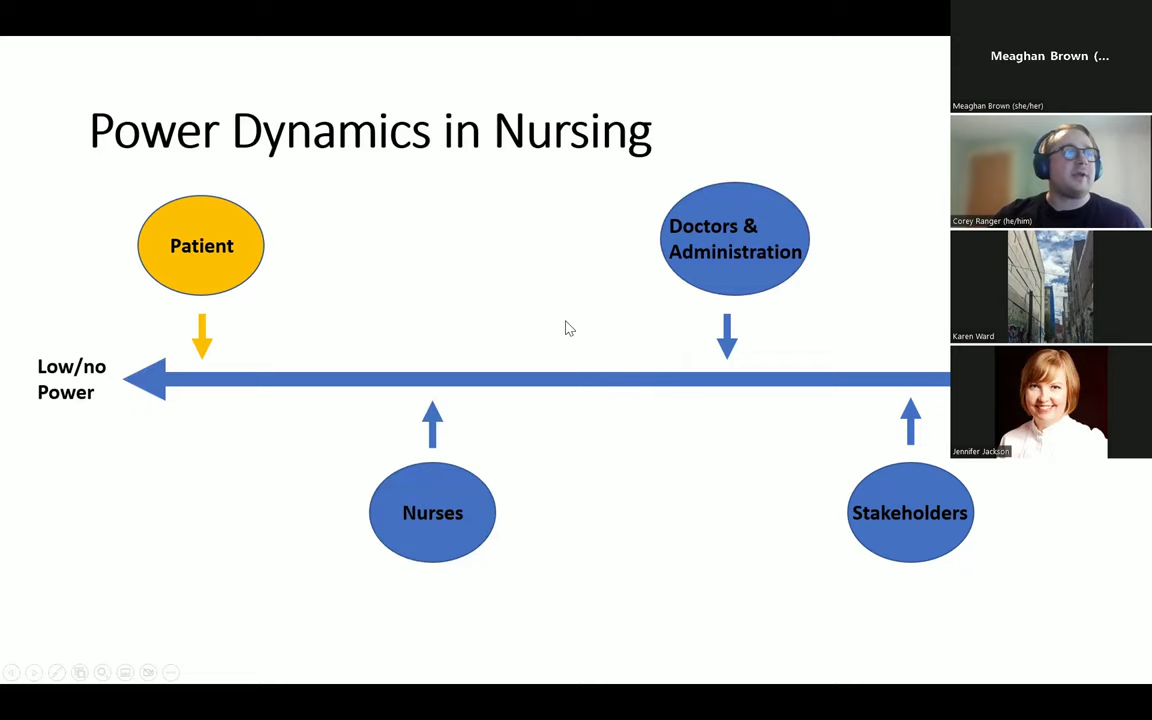 Power Dynamics in Nursing
Patient
Doctors &
Administration
Low/no
Power
Nurses
Stakeholders
Meaghan Brown (...
Meaghan Brown (she/her)
Corey Ranger (he/him)
Karen Ward
Jennifer Jackson